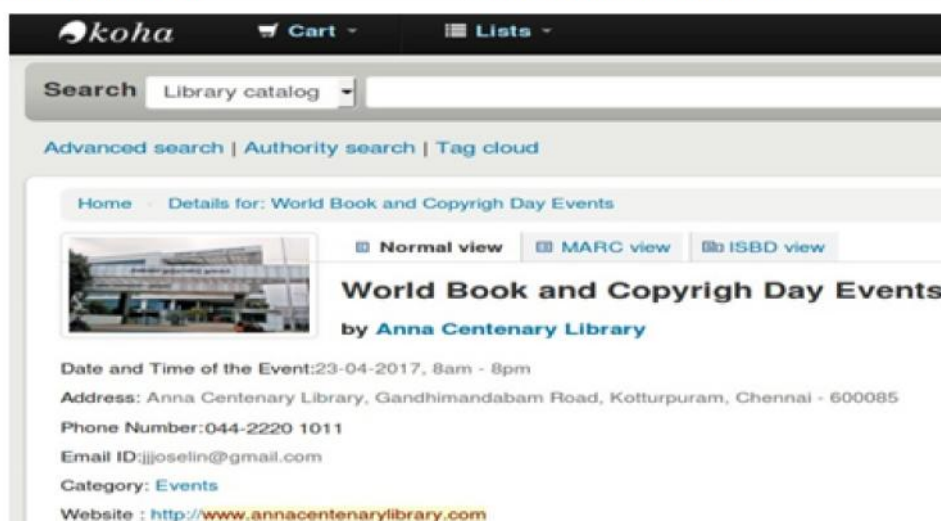 koha Cart Lists
Search Library catalog
Advanced search | Authority search | Tag cloud
Home Details for: World Book and Copyrigh Day Events
Normal view MARC view ISBD view
World Book and Copyrigh Day Events
by Anna Centenary Library
Date and Time of the Event:23-04-2017, 8am - 8pm
Address: Anna Centenary Library, Gandhimandabam Road, Kotturpuram, Chennai - 600085
Phone Number:044-2220 1011
Email ID:jjjoselin@gmail.com
Category: Events
Website : http://www.annacentenarylibrary.com